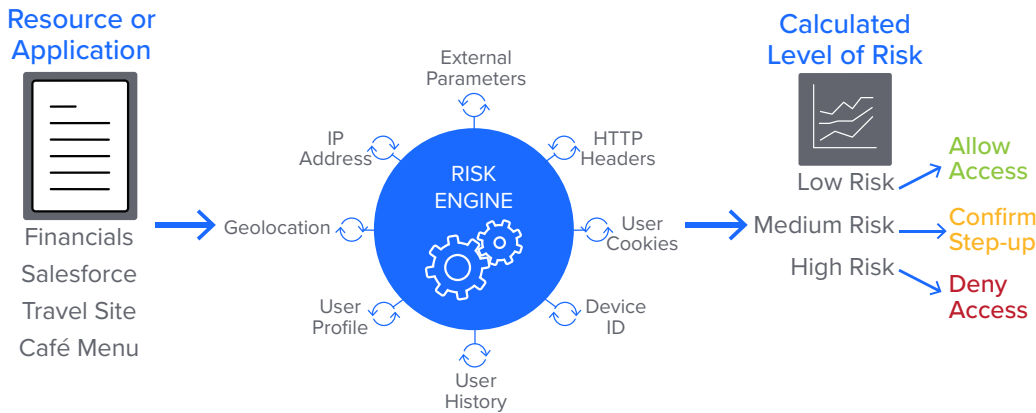 Resource or
Application
Financials
Salesforce
Travel Site
Café Menu
External
Parameters
IP
Address
HTTP
Headers
RISK
ENGINE
Geolocation
User
Cookies
User
Profile
Device
ID
User
History
Calculated
Level of Risk
Low Risk
Medium Risk
High Risk
Allow
Access
Confirm
Step-up
Deny
Access